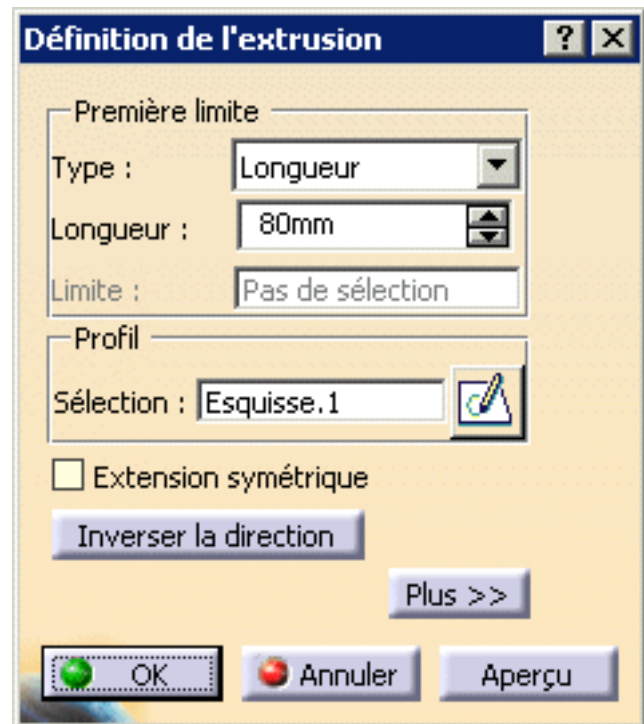 Définition de l'extrusion
Première limite
Type : Longueur
Longueur : 80mm
Limite : Pas de sélection
Profil
Sélection : Esquisse.1
Extension symétrique
Inverser la direction
Plus >>
OK Annuler Aperçu